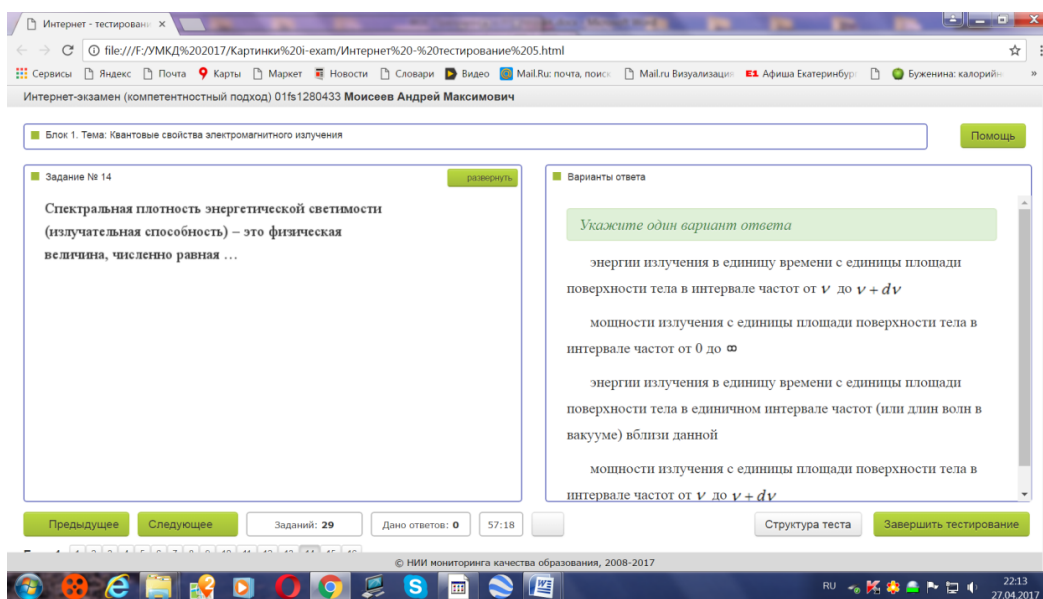 Интернет - тестировани
file:///F:/УМКД%202017/Картинки%20i-exam/Интернет%20-%20тестирование%205.html
Сервисы Яндекс Почта Карты Маркет Новости Словари Видео Mail.Ru: почта, поиск Mail.ru Визуализаци E1 Афиша Екатеринбург Буженина: калорийн »
Интернет-экзамен (компетентностный подход) 01fs1280433 Моисеев Андрей Максимович
Блок 1. Тема: Квантовые свойства электромагнитного излучения
Помощь
Задание № 14
развернуть
Спектральная плотность энергетической светимости
(излучательная способность) – это физическая
величина, численно равная …
Варианты ответа
Укажите один вариант ответа
энергии излучения в единицу времени с единицы площади
поверхности тела в интервале частот от ν до ν + dν
мощности излучения с единицы площади поверхности тела в
интервале частот от 0 до ∞
энергии излучения в единицу времени с единицы площади
поверхности тела в единичном интервале частот (или длин волн в
вакууме) вблизи данной
мощности излучения с единицы площади поверхности тела в
интервале частот от ν до ν + dν
Предыдущее Следующее Заданий: 29 Дано ответов: 0 57:18 Структура теста Завершить тестирование
© НИИ мониторинга качества образования, 2008-2017
RU 22:13
27.04.2017